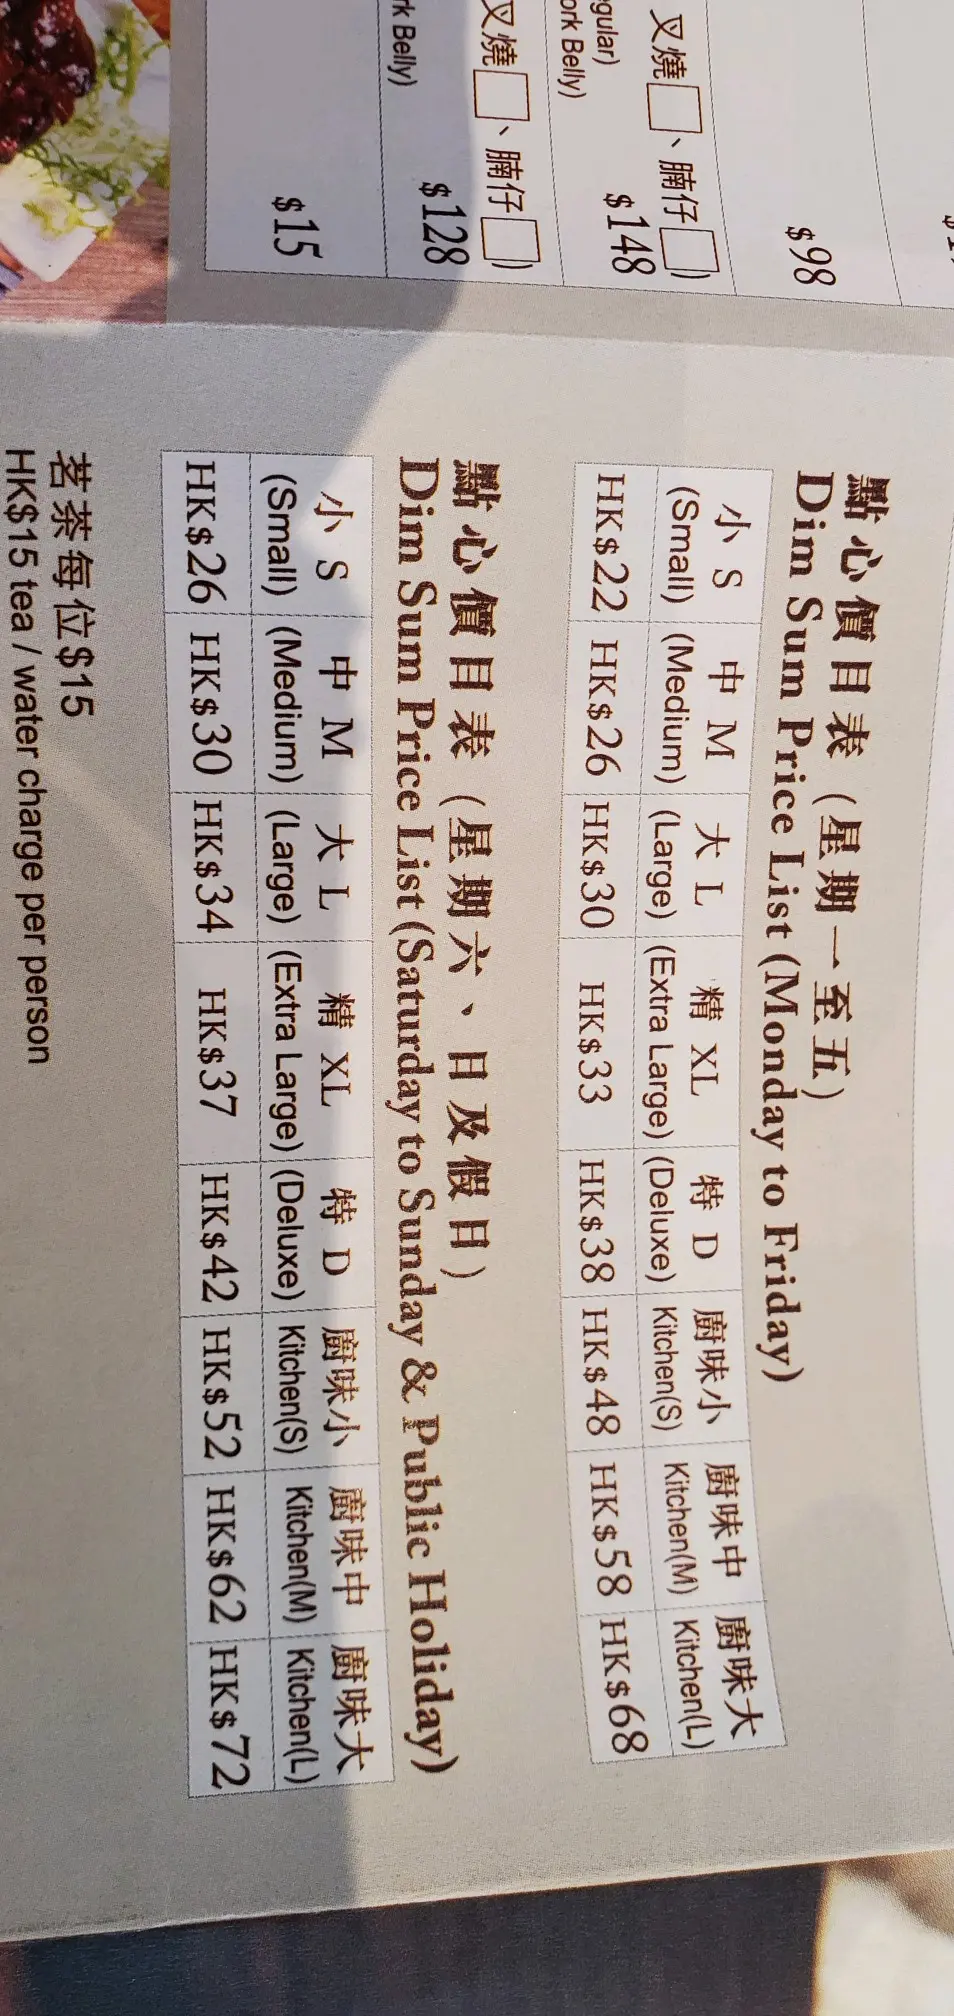 $98
叉燒□、腩仔□)
egular)
ork Belly)
$148
叉燒□、腩仔□)
rk Belly)
$128
$15
點心價目表 (星期一至五)
Dim Sum Price List (Monday to Friday)
小 S 中 M 大 L 精 XL 特 D 廚味小 廚味中 廚味大
(Small) (Medium) (Large) (Extra Large) (Deluxe) Kitchen(S) Kitchen(M) Kitchen(L)
HK$22 HK$26 HK$30 HK$33 HK$38 HK$48 HK$58 HK$68
點心價目表 (星期六、日及假日)
Dim Sum Price List (Saturday to Sunday & Public Holiday)
小 S 中 M 大 L 精 XL 特 D 廚味小 廚味中 廚味大
(Small) (Medium) (Large) (Extra Large) (Deluxe) Kitchen(S) Kitchen(M) Kitchen(L)
HK$26 HK$30 HK$34 HK$37 HK$42 HK$52 HK$62 HK$72
茗茶每位$15
HK$15 tea / water charge per person